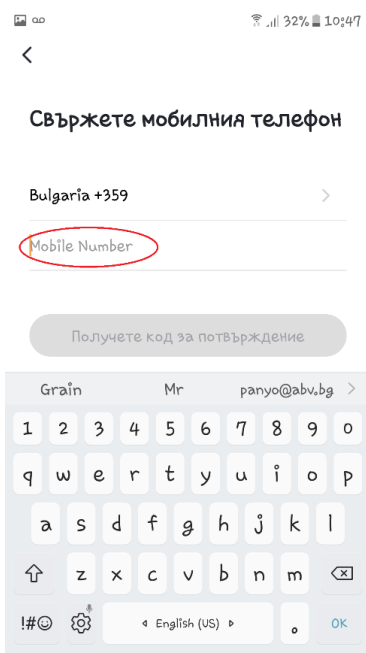 32% 10:47
Свържете мобилния телефон
Bulgaria +359
Mobile Number
Получете код за потвърждение
Grain Mr panyo@abv.bg
1 2 3 4 5 6 7 8 9 0
q w e r t y u i o p
a s d f g h j k l
z x c v b n m
!#☺ English (US) . OK